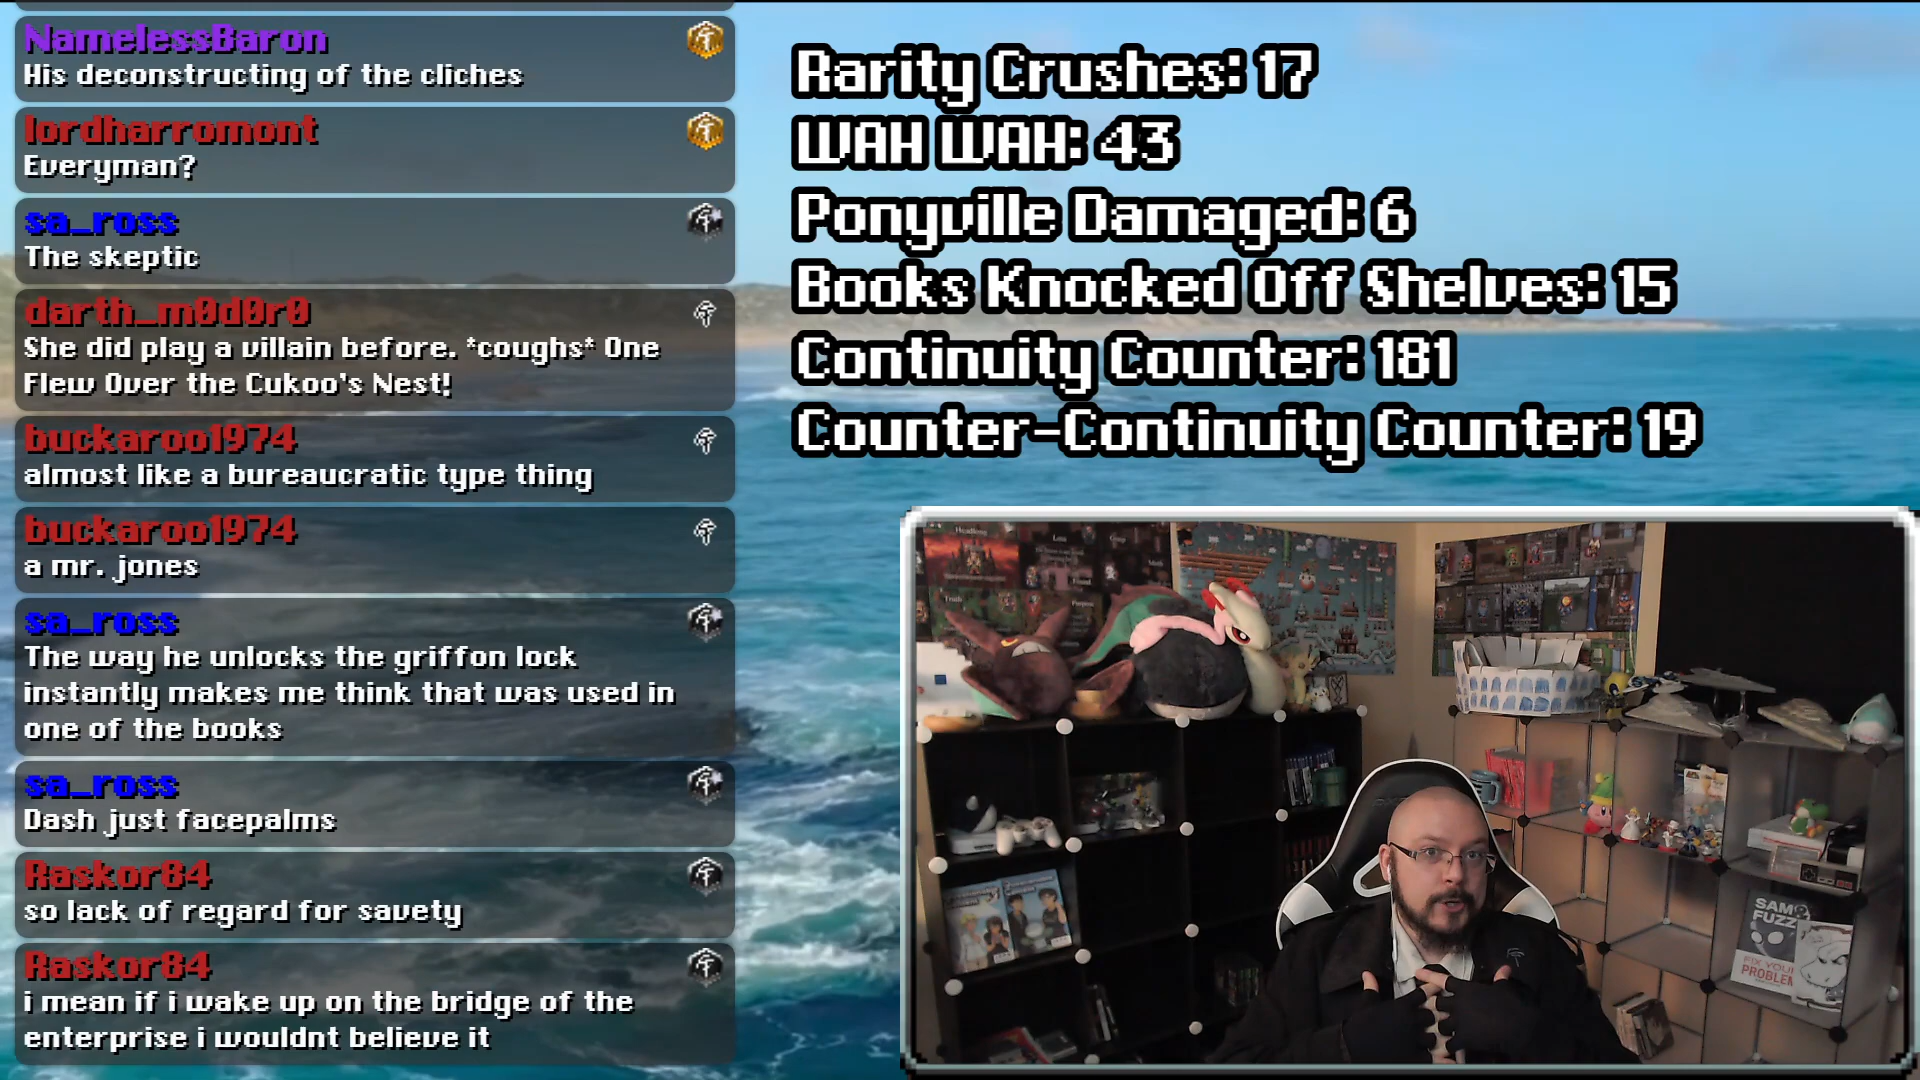 NamelessBaron
His deconstructing of the cliches
lordharromont
Everyman?
sa_ross
The skeptic
darth_m0d0r0
She did play a villain before. *coughs* One
Flew Over the Cukoo's Nest!
buckaroo1974
almost like a bureaucratic type thing
buckaroo1974
a mr. jones
sa_ross
The way he unlocks the griffon lock
instantly makes me think that was used in
one of the books
sa_ross
Dash just facepalms
Raskor84
so lack of regard for savety
Raskor84
i mean if i wake up on the bridge of the
enterprise i wouldnt believe it
Rarity Crushes: 17
WAH WAH: 43
Ponyville Damaged: 6
Books Knocked Off Shelves: 15
Continuity Counter: 181
Counter-Continuity Counter: 19
SAM&
FUZZ
FIX YOUR
PROBLEM